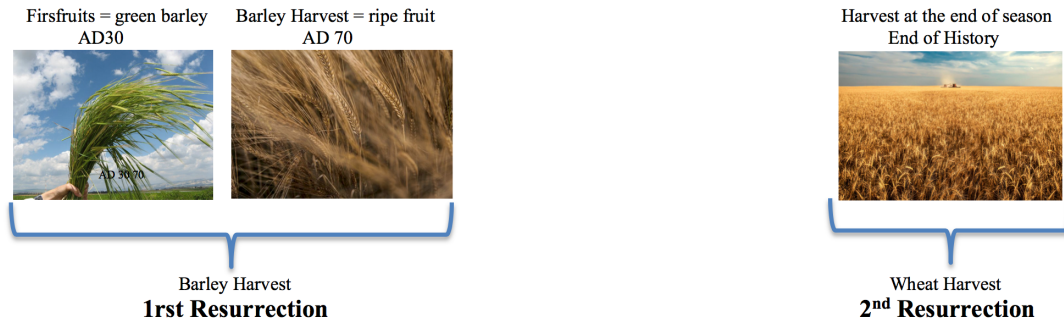 Firsfruits = green barley
AD30
Barley Harvest = ripe fruit
AD 70
Harvest at the end of season
End of History
AD 30 70
Barley Harvest
1rst Resurrection
Wheat Harvest
2nd Resurrection